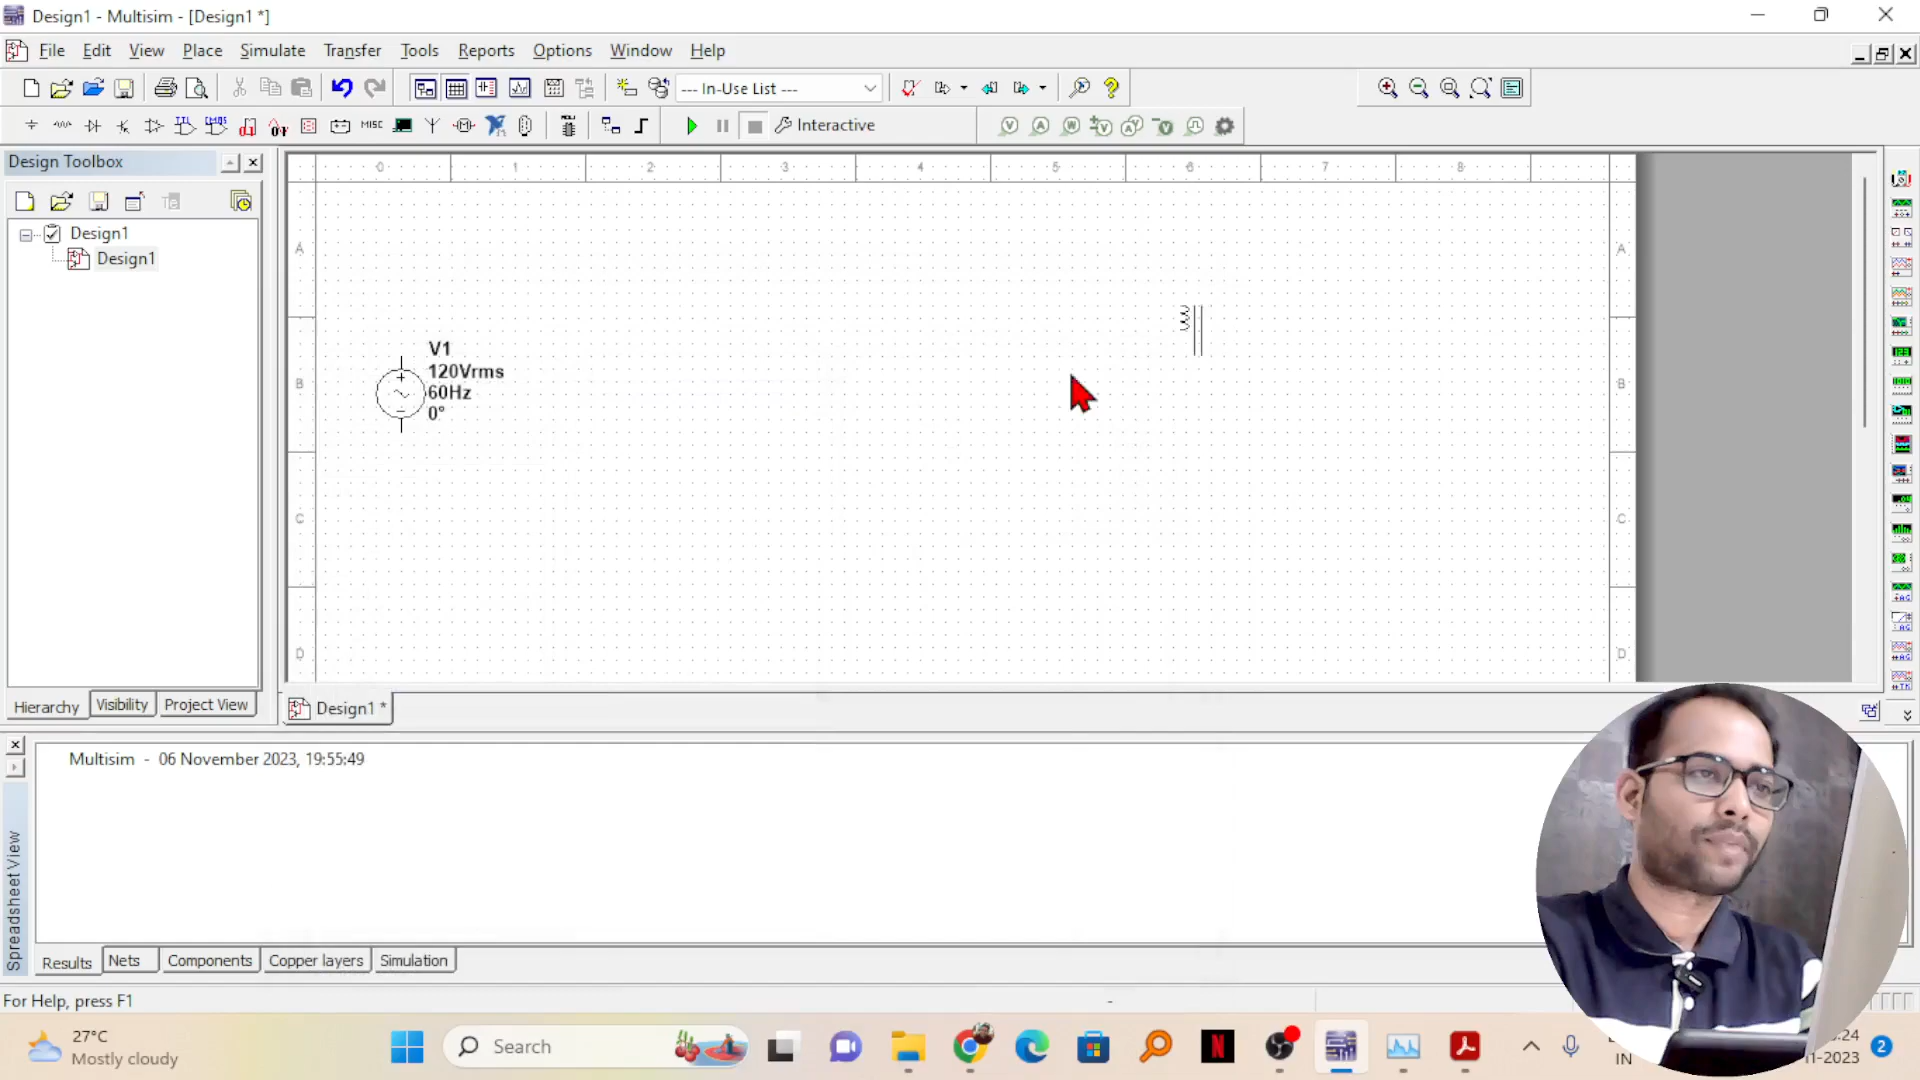 Design1 - Multisim - [Design1 *]
File Edit View Place Simulate Transfer Tools Reports Options Window Help
--- In-Use List ---
MISC
Interactive
Design Toolbox
Design1
Design1
0 1 2 3 4 5 6 7 8
A A
B B
C C
D D
V1
120Vrms
60Hz
0°
Hierarchy Visibility Project View
Design1 *
Multisim - 06 November 2023, 19:55:49
Spreadsheet View
Results Nets Components Copper layers Simulation
For Help, press F1
27°C
Mostly cloudy
Search
IN
2